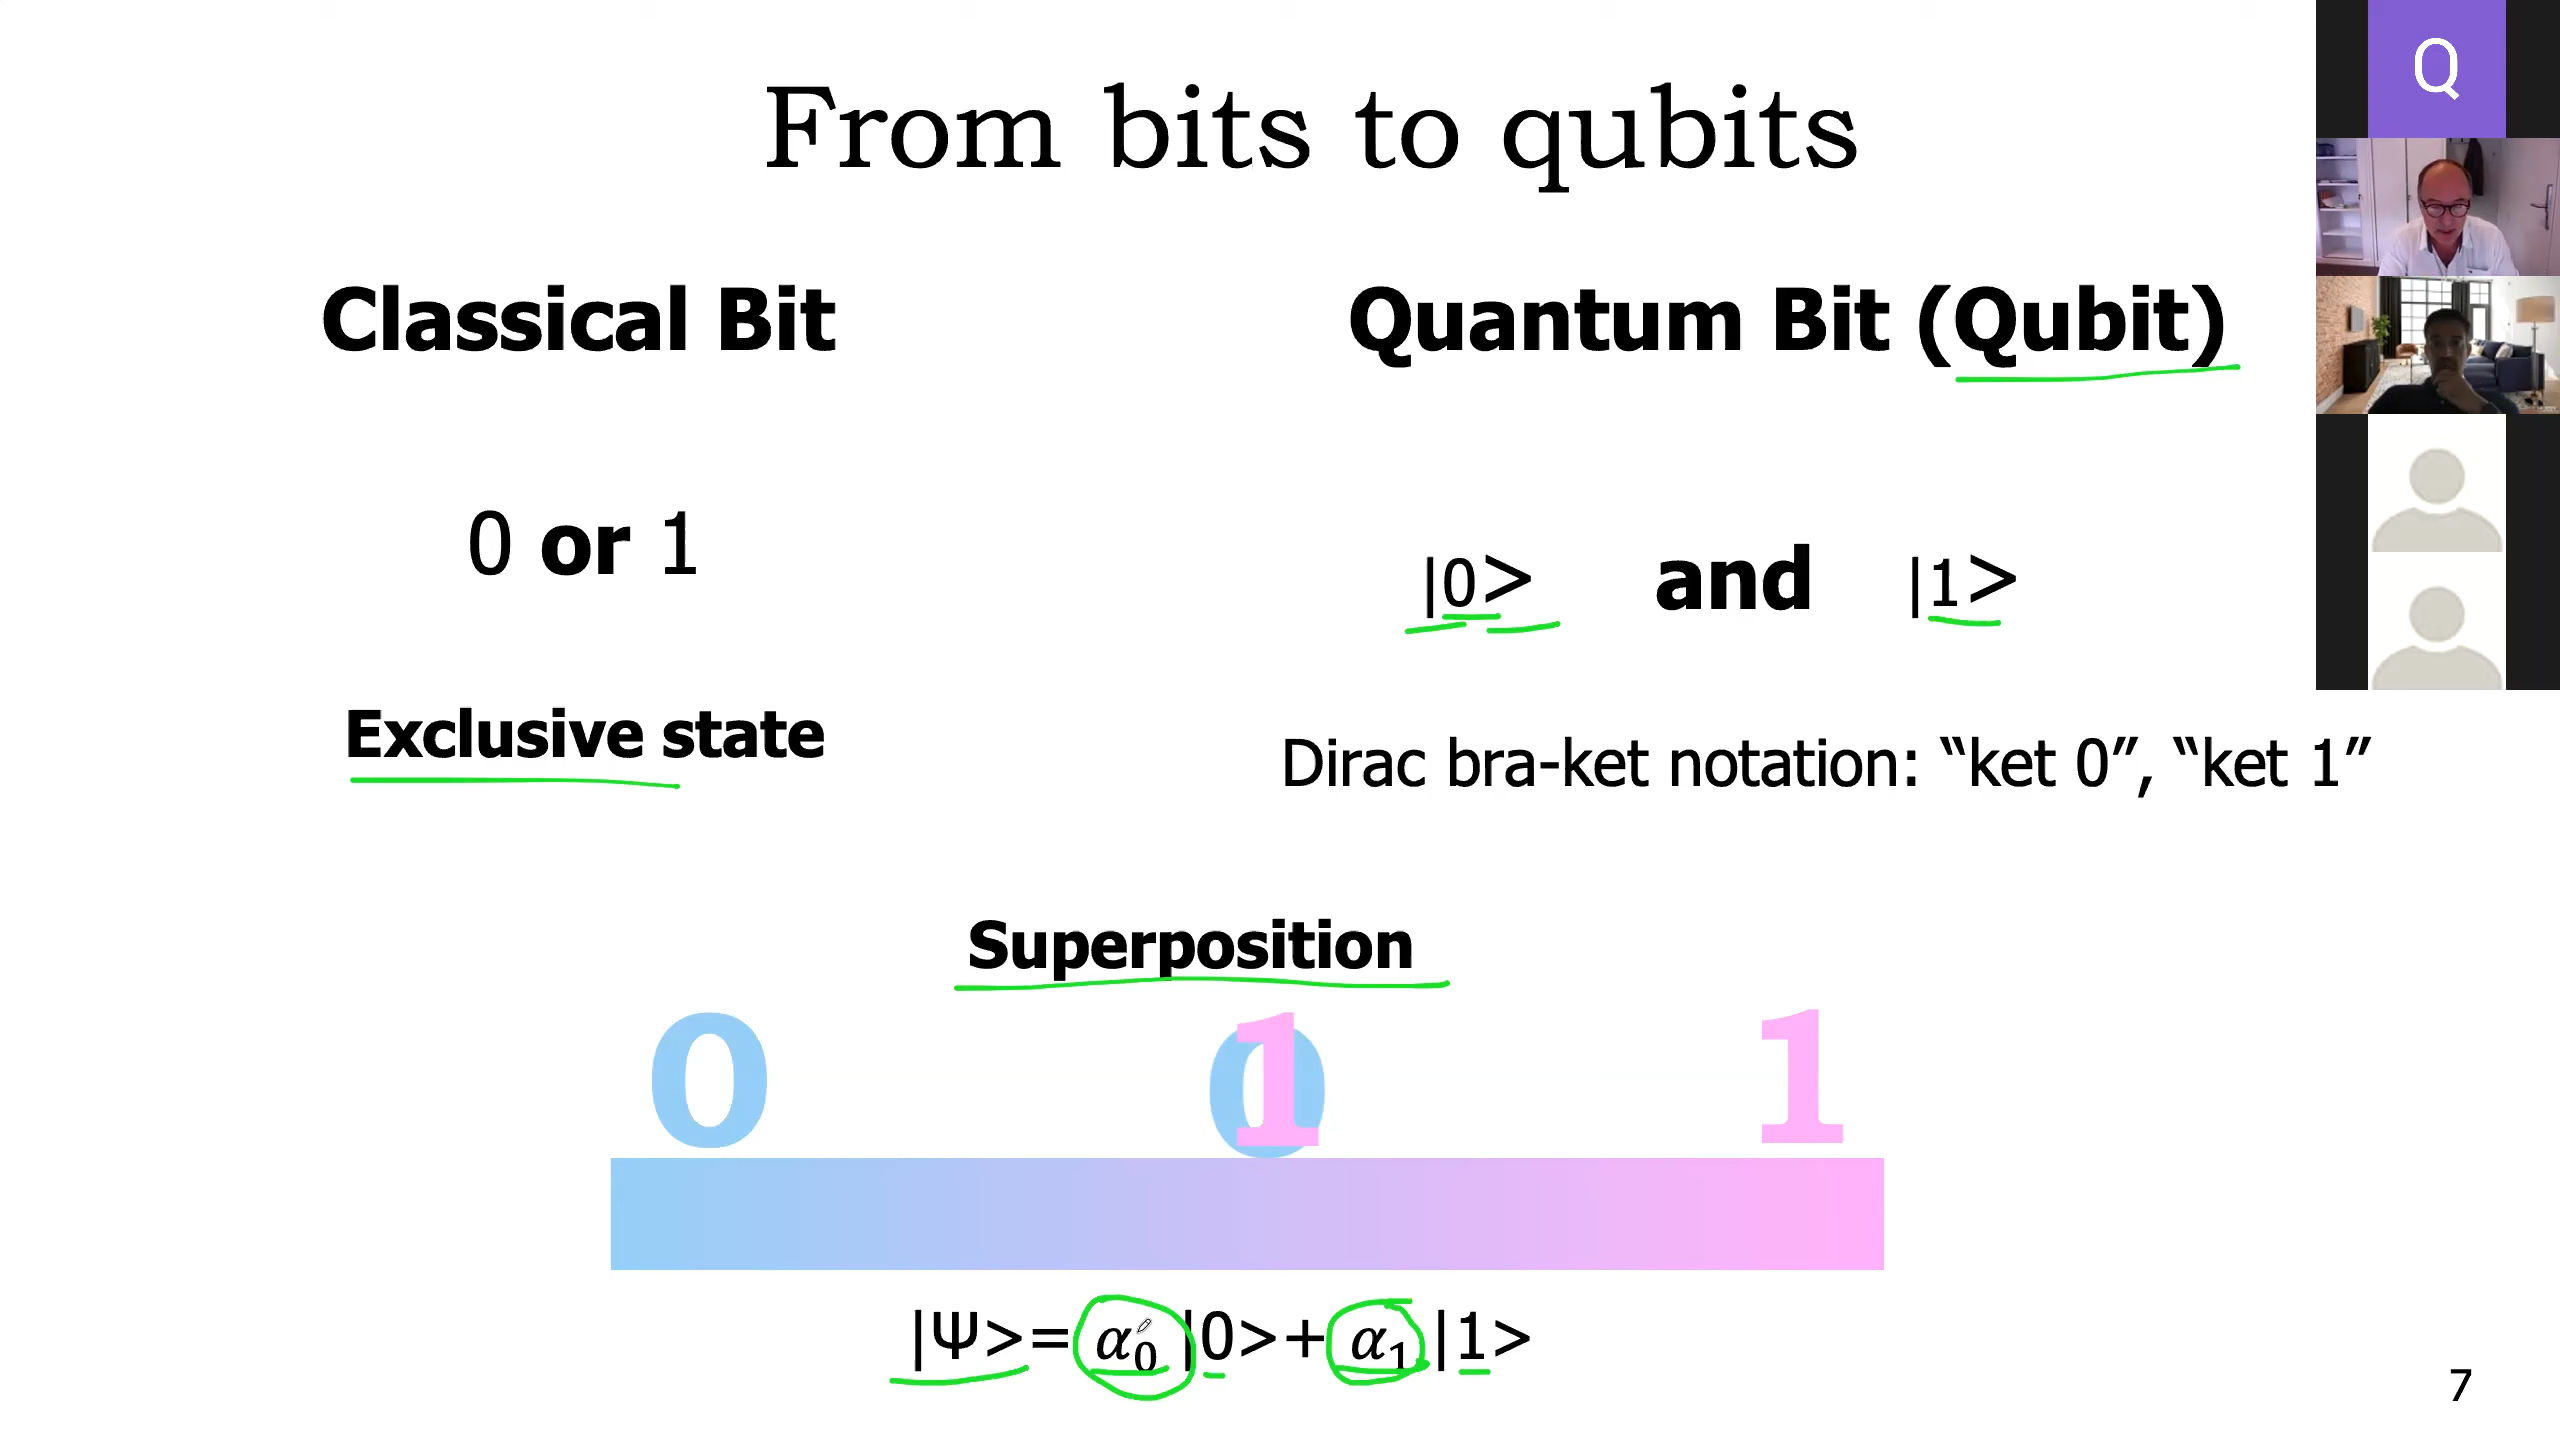 From bits to qubits
Classical Bit
Quantum Bit (Qubit)
0 or 1
|0> and |1>
Exclusive state
Dirac bra-ket notation: “ket 0”, “ket 1”
Superposition
0 01 1
|Ψ>= α₀ |0>+ α₁ |1>
7
Q